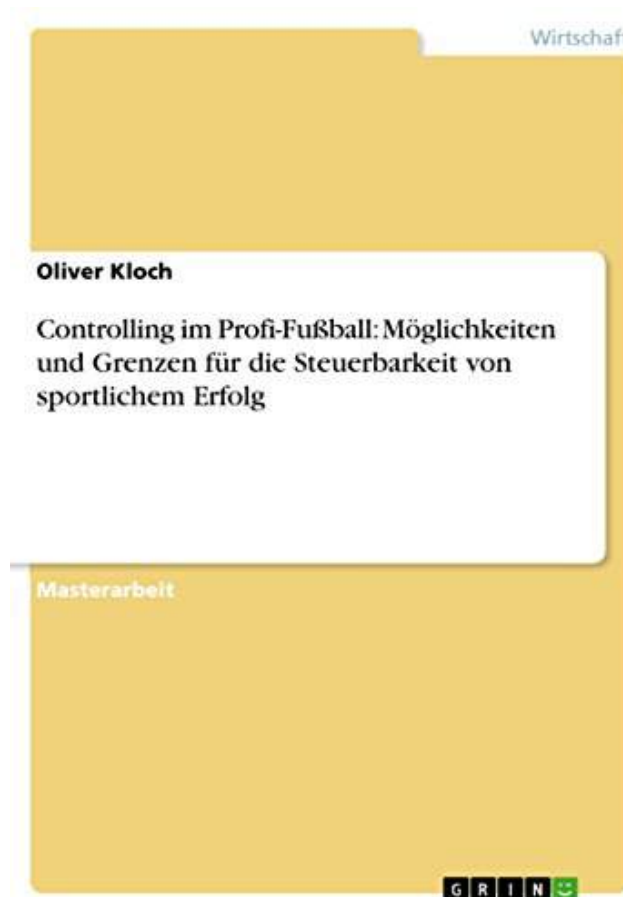 Wirtschaf
Oliver Kloch
Controlling im Profi-Fußball: Möglichkeiten
und Grenzen für die Steuerbarkeit von
sportlichem Erfolg
Masterarbeit
GRIN